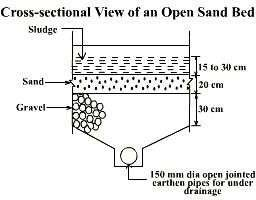 Cross-sectional View of an Open Sand Bed
Sludge
15 to 30 cm
Sand
20 cm
Gravel
30 cm
150 mm dia open jointed
earthen pipes for under
drainage